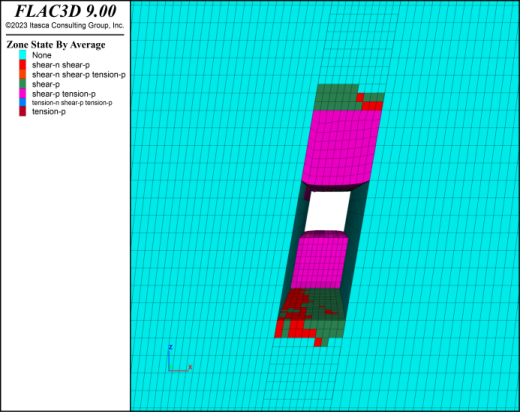 FLAC3D 9.00
©2023 Itasca Consulting Group, Inc.
Zone State By Average
None
shear-n shear-p
shear-n shear-p tension-p
shear-p
shear-p tension-p
tension-n shear-p tension-p
tension-p
Z
X